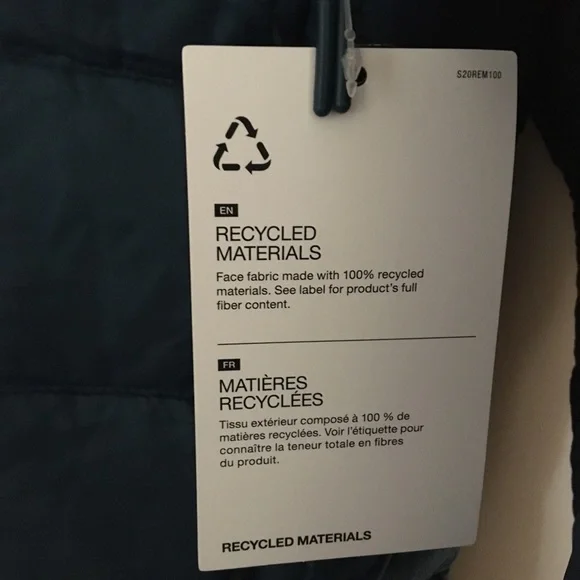 S20REM100
EN
RECYCLED
MATERIALS
Face fabric made with 100% recycled
materials. See label for product's full
fiber content.
FR
MATIÈRES
RECYCLÉES
Tissu extérieur composé à 100 % de
matières recyclées. Voir l'étiquette pour
connaître la teneur totale en fibres
du produit.
RECYCLED MATERIALS